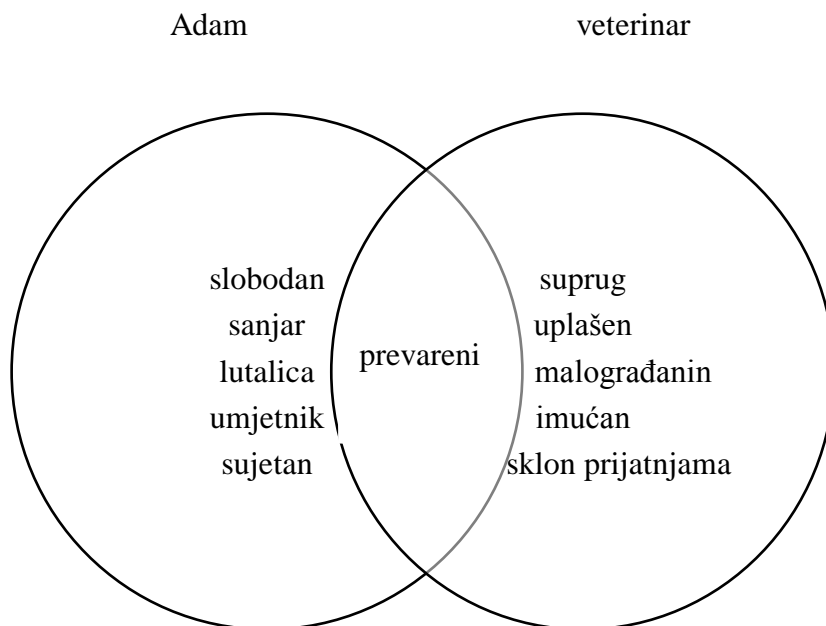 Adam
veterinar
slobodan
sanjar
lutalica
umjetnik
sujetan
prevareni
suprug
uplašen
malograđanin
imućan
sklon prijatnjama